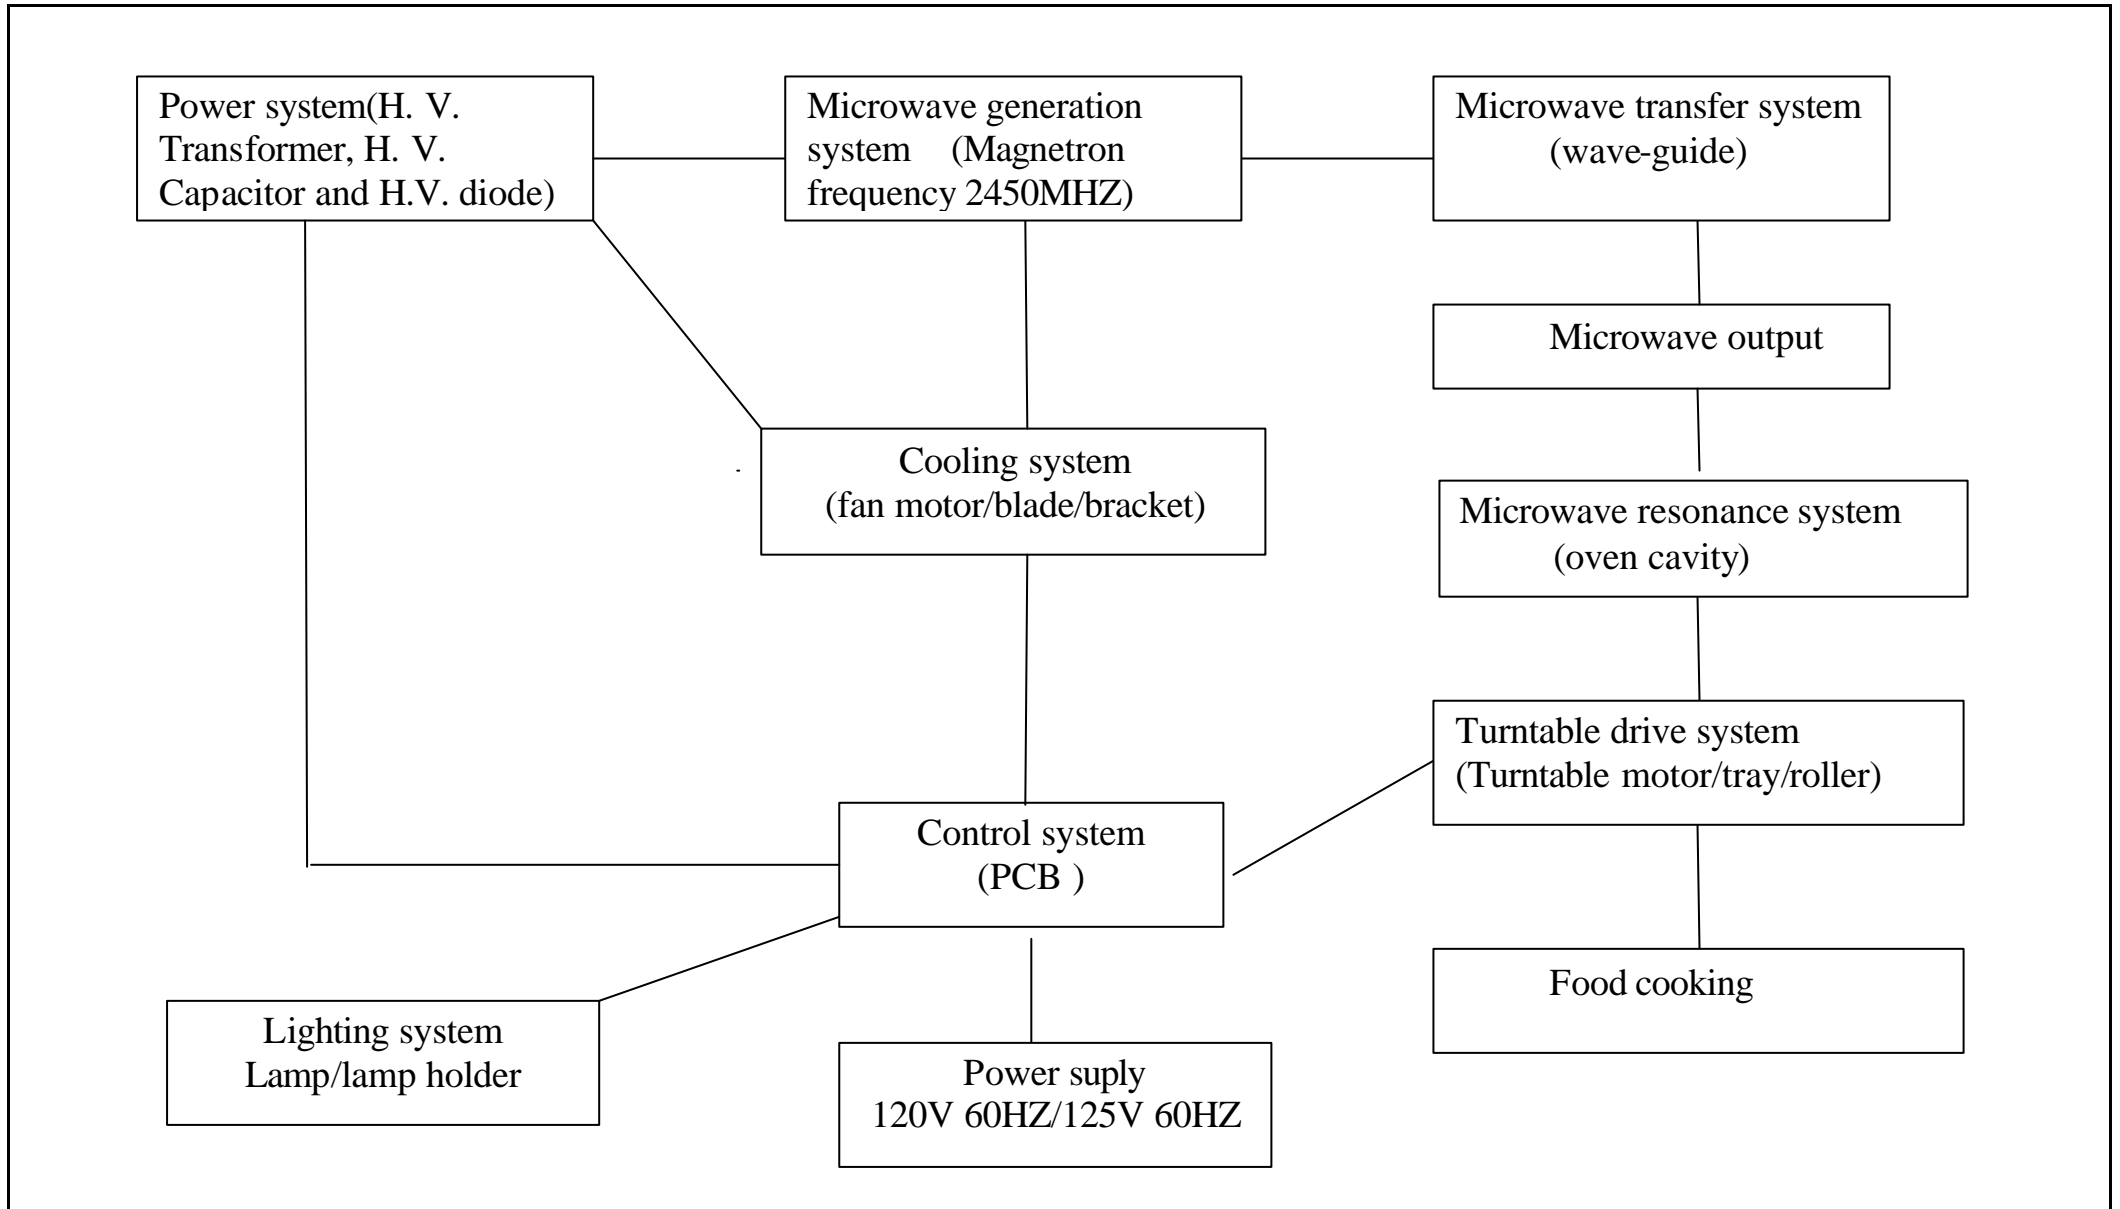 Power system(H. V.
Transformer, H. V.
Capacitor and H.V. diode)
Microwave generation
system (Magnetron
frequency 2450MHZ)
Microwave transfer system
(wave-guide)
Microwave output
Cooling system
(fan motor/blade/bracket)
Microwave resonance system
(oven cavity)
Turntable drive system
(Turntable motor/tray/roller)
Control system
(PCB )
Food cooking
Lighting system
Lamp/lamp holder
Power suply
120V 60HZ/125V 60HZ